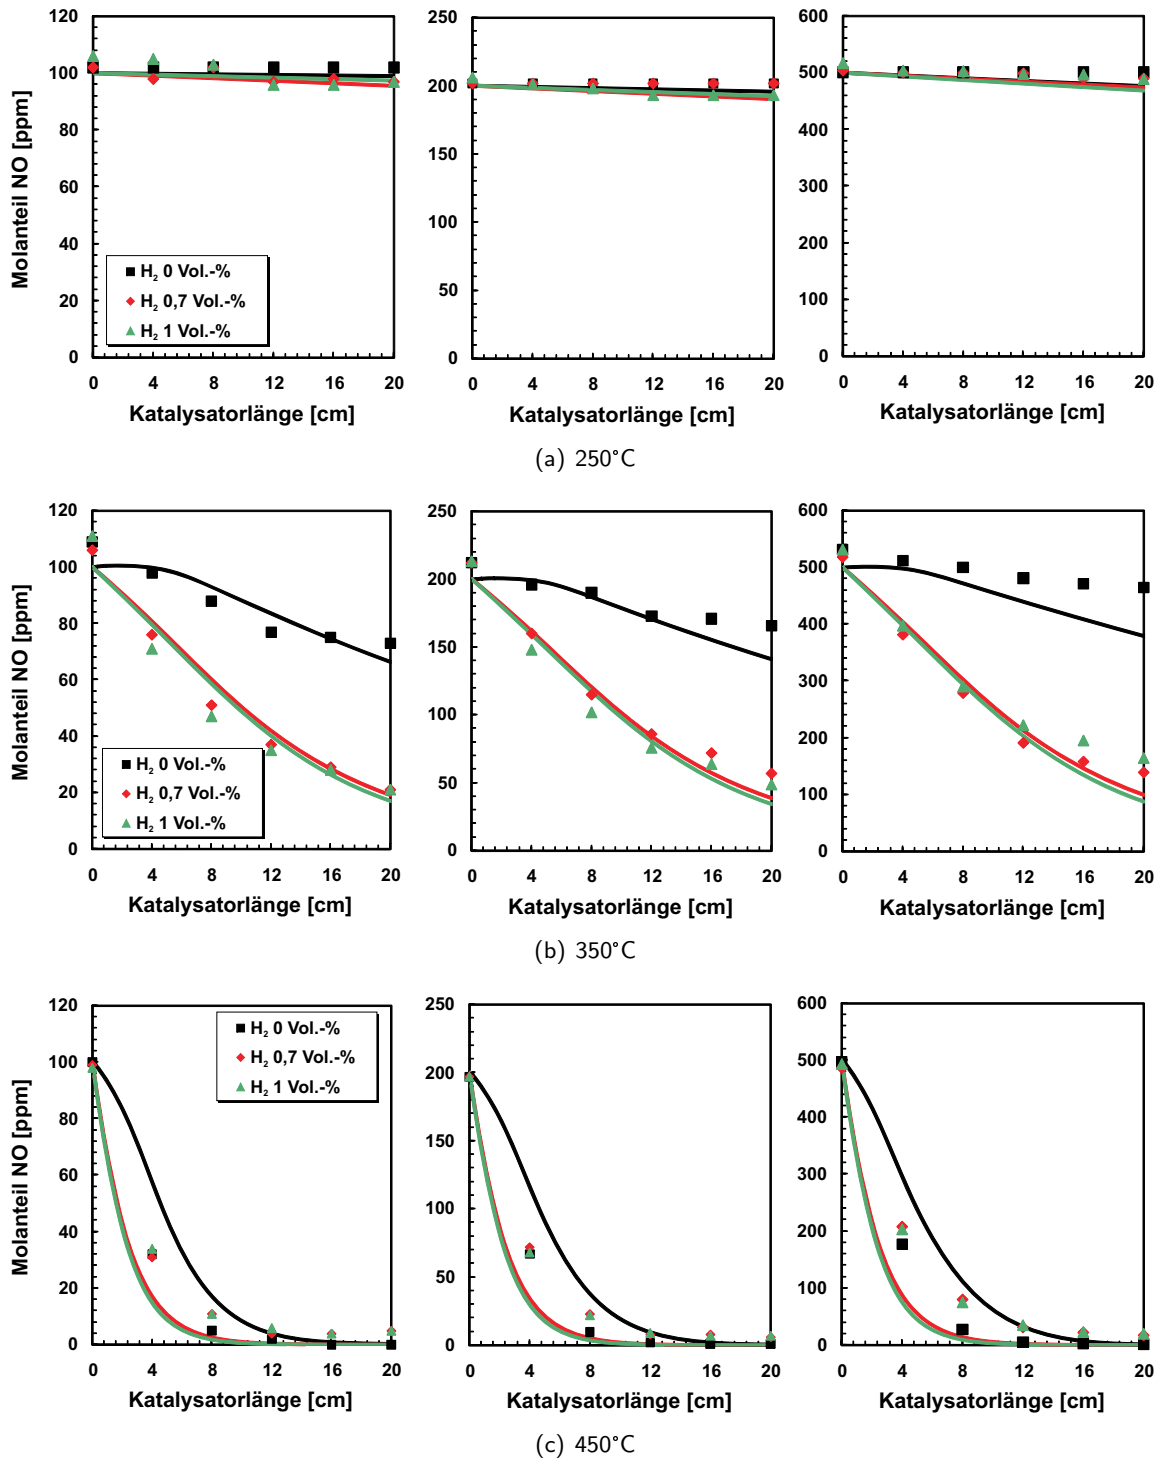 Molanteil NO [ppm]
120
100
80
60
40
20
0
H₂ 0 Vol.-%
H₂ 0,7 Vol.-%
H₂ 1 Vol.-%
0 4 8 12 16 20
Katalysatorlänge [cm]
250
200
150
100
50
0
0 4 8 12 16 20
Katalysatorlänge [cm]
600
500
400
300
200
100
0
0 4 8 12 16 20
Katalysatorlänge [cm]
(a) 250°C
Molanteil NO [ppm]
120
100
80
60
40
20
0
H₂ 0 Vol.-%
H₂ 0,7 Vol.-%
H₂ 1 Vol.-%
0 4 8 12 16 20
Katalysatorlänge [cm]
250
200
150
100
50
0
0 4 8 12 16 20
Katalysatorlänge [cm]
600
500
400
300
200
100
0
0 4 8 12 16 20
Katalysatorlänge [cm]
(b) 350°C
Molanteil NO [ppm]
120
100
80
60
40
20
0
H₂ 0 Vol.-%
H₂ 0,7 Vol.-%
H₂ 1 Vol.-%
0 4 8 12 16 20
Katalysatorlänge [cm]
250
200
150
100
50
0
0 4 8 12 16 20
Katalysatorlänge [cm]
600
500
400
300
200
100
0
0 4 8 12 16 20
Katalysatorlänge [cm]
(c) 450°C